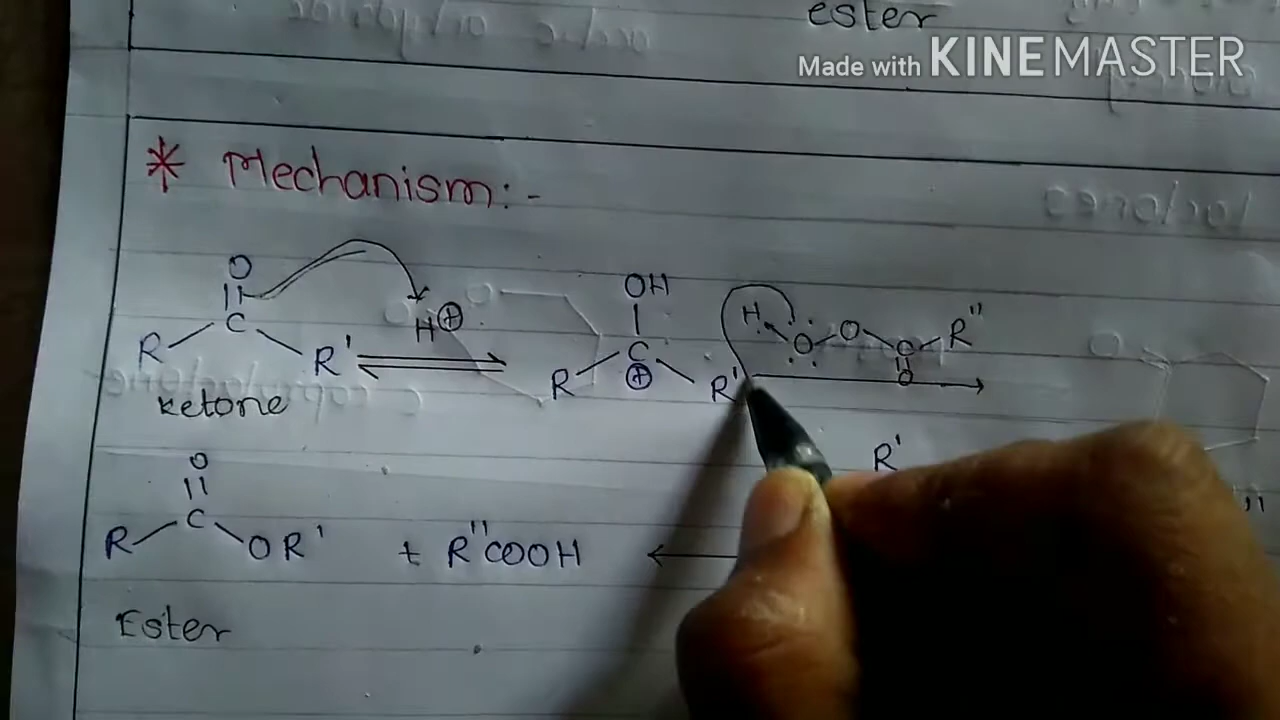 ester
Made with KINEMASTER
* Mechanism:-
O
|| 
C
R R'
ketone
H⊕
OH
C
⊕
R R'
H O O C R"
O
R'
"
O
||
C
R OR' + R"COOH ←
Ester